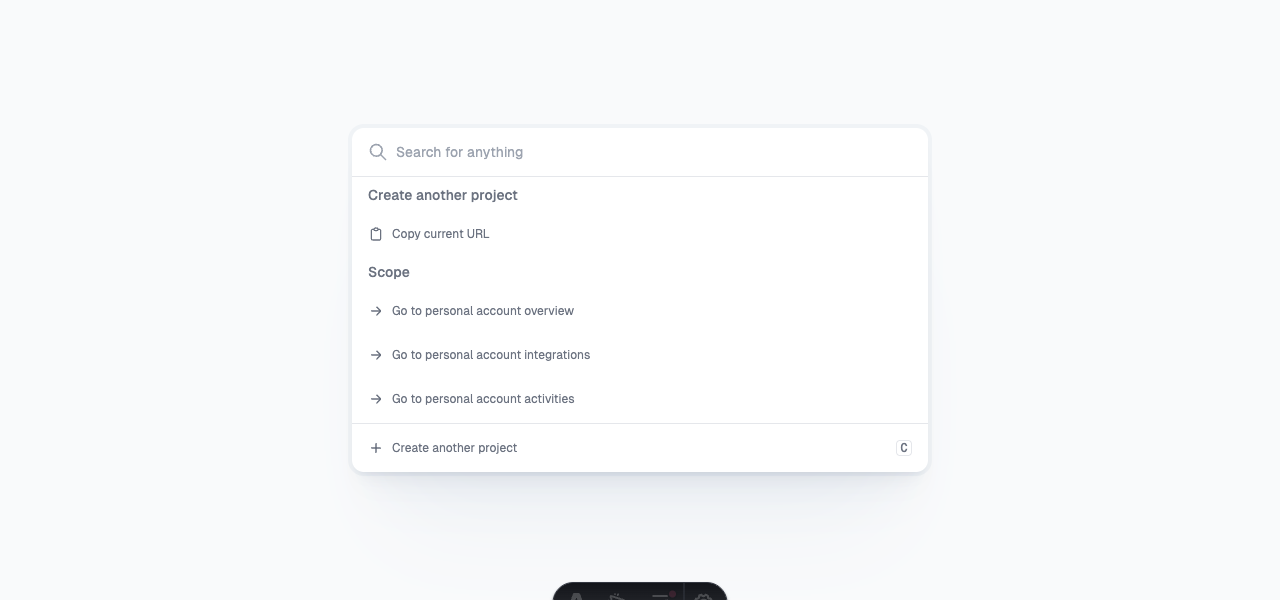 Search for anything
Create another project
Copy current URL
Scope
Go to personal account overview
Go to personal account integrations
Go to personal account activities
Create another project C